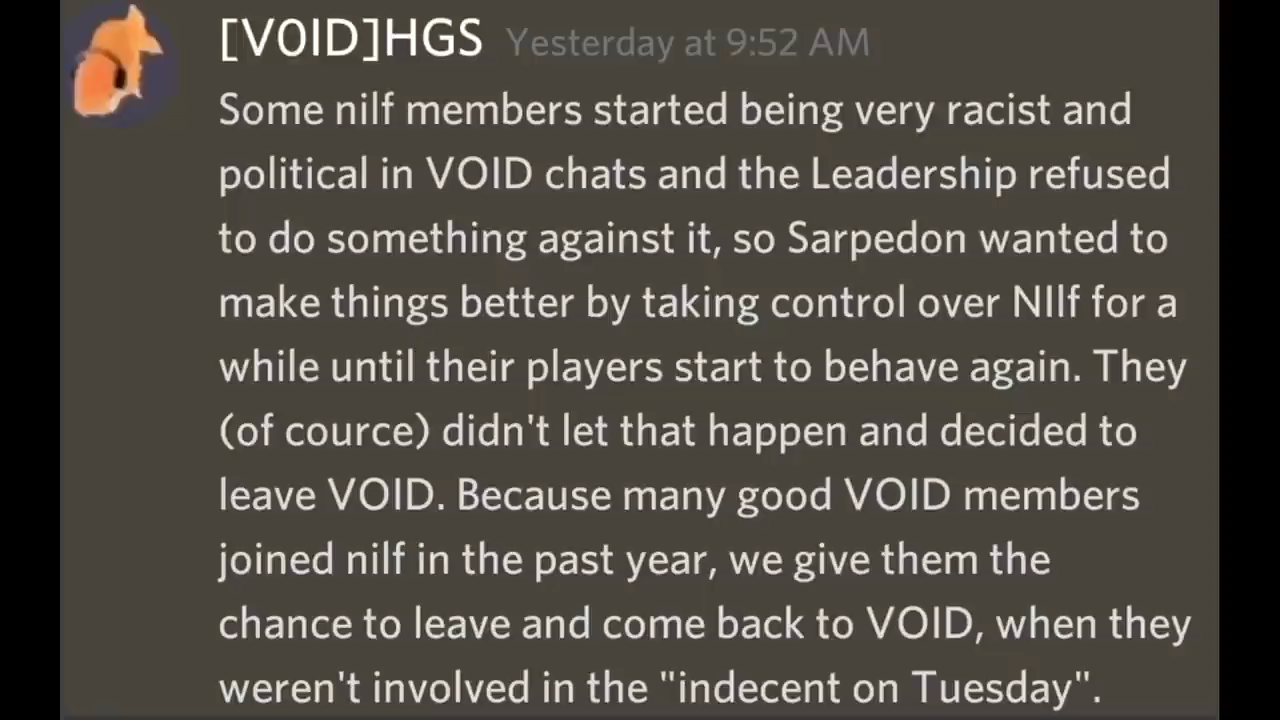 [V0ID]HGS Yesterday at 9:52 AM
Some nilf members started being very racist and
political in VOID chats and the Leadership refused
to do something against it, so Sarpedon wanted to
make things better by taking control over NIlf for a
while until their players start to behave again. They
(of cource) didn't let that happen and decided to
leave VOID. Because many good VOID members
joined nilf in the past year, we give them the
chance to leave and come back to VOID, when they
weren't involved in the "indecent on Tuesday".